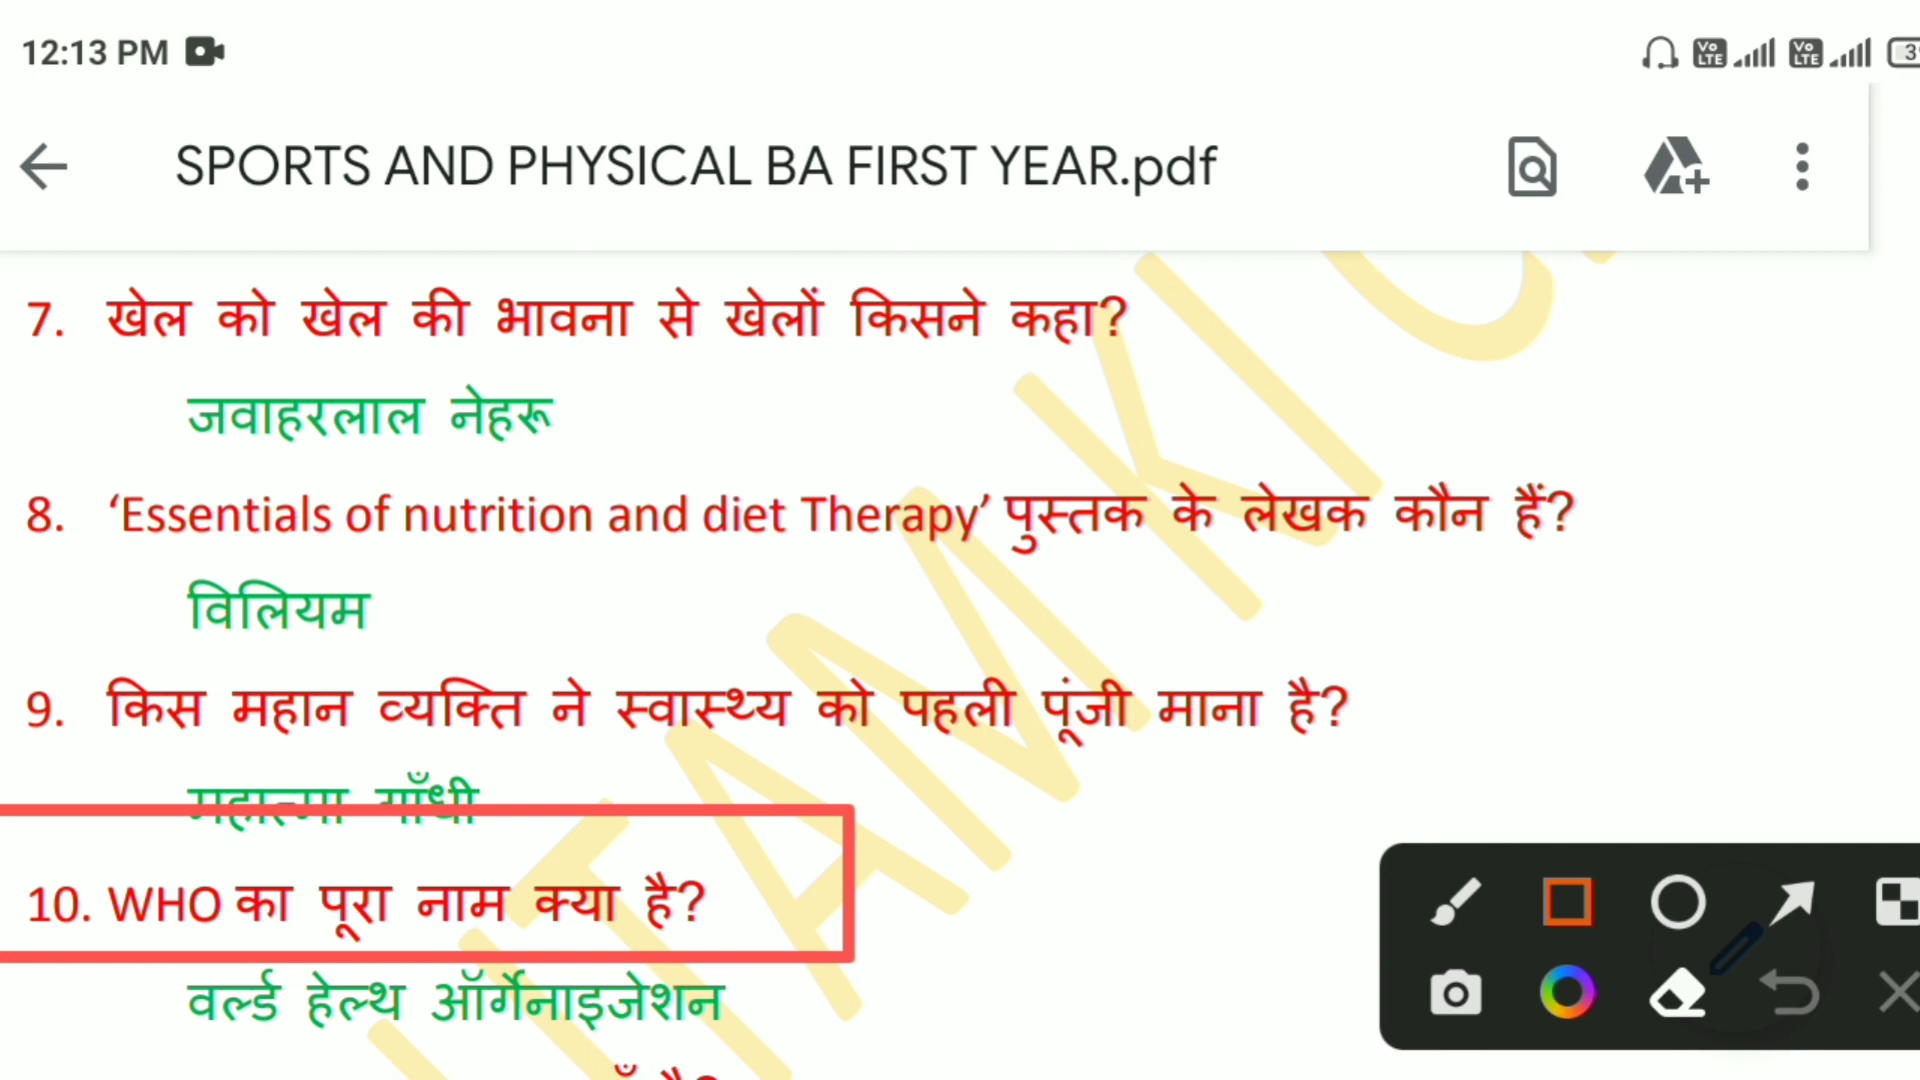 12:13 PM
SPORTS AND PHYSICAL BA FIRST YEAR.pdf
7. खेल को खेल की भावना से खेलों किसने कहा?
जवाहरलाल नेहरू
8. ‘Essentials of nutrition and diet Therapy’ पुस्तक के लेखक कौन हैं?
विलियम
9. किस महान व्यक्ति ने स्वास्थ्य को पहली पूंजी माना है?
महात्मा गाँधी
10. WHO का पूरा नाम क्या है?
वर्ल्ड हेल्थ ऑर्गेनाइजेशन